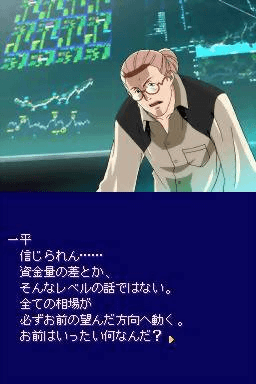 一平
信じられん……
資金量の差とか、
そんなレベルの話ではない。
全ての相場が
必ずお前の望んだ方向へ動く。
お前はいったい何なんだ？